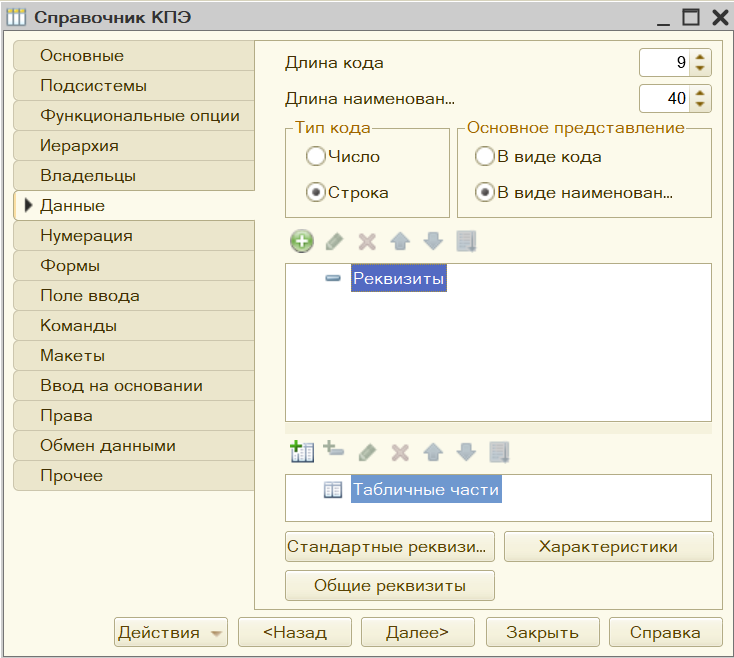 Справочник КПЭ
Основные
Подсистемы
Функциональные опции
Иерархия
Владельцы
Данные
Нумерация
Формы
Поле ввода
Команды
Макеты
Ввод на основании
Права
Обмен данными
Прочее
Длина кода 9
Длина наименован... 40
Тип кода
Число
Строка
Основное представление
В виде кода
В виде наименован...
Реквизиты
Табличные части
Стандартные реквизи... Характеристики
Общие реквизиты
Действия <Назад Далее> Закрыть Справка